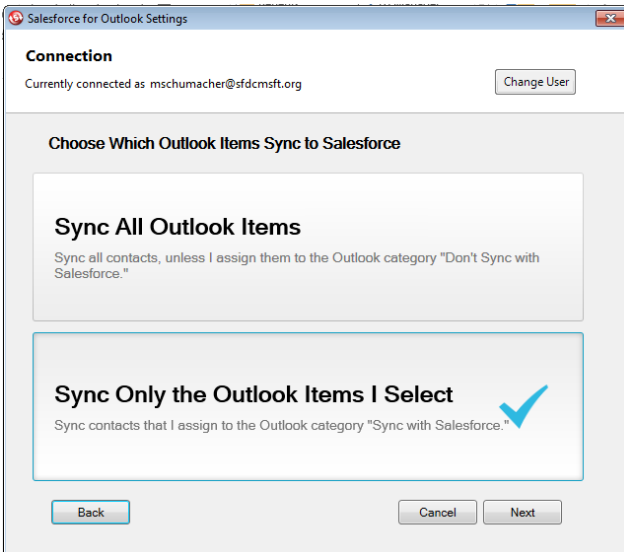 Salesforce for Outlook Settings
Connection
Currently connected as mschumacher@sfdcmsft.org
Change User
Choose Which Outlook Items Sync to Salesforce
Sync All Outlook Items
Sync all contacts, unless I assign them to the Outlook category "Don't Sync with
Salesforce."
Sync Only the Outlook Items I Select
Sync contacts that I assign to the Outlook category "Sync with Salesforce."
Back
Cancel
Next